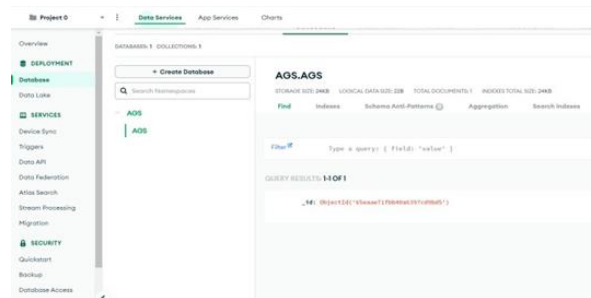 Project 0
Data Services
App Services
Charts
Overview
DEPLOYMENT
Database
Data Lake
SERVICES
Device Sync
Triggers
Data API
Data Federation
Atlas Search
Stream Processing
Migration
SECURITY
Quickstart
Backup
Database Access
DATABASES: 1 COLLECTIONS: 1
+ Create Database
Search Namespaces
AGS
AGS
AGS.AGS
STORAGE SIZE: 24KB LOGICAL DATA SIZE: 22B TOTAL DOCUMENTS: 1 INDEXES TOTAL SIZE: 24KB
Find Indexes Schema Anti-Patterns Aggregation Search Indexes
Filter
Type a query: { field: 'value' }
QUERY RESULTS: 1-1 OF 1
_id: